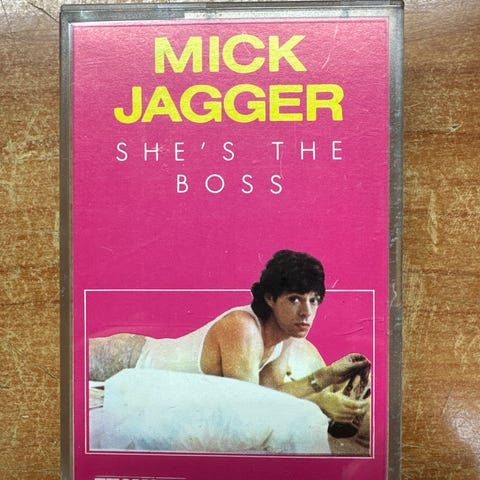 MICK
JAGGER
SHE'S THE
BOSS